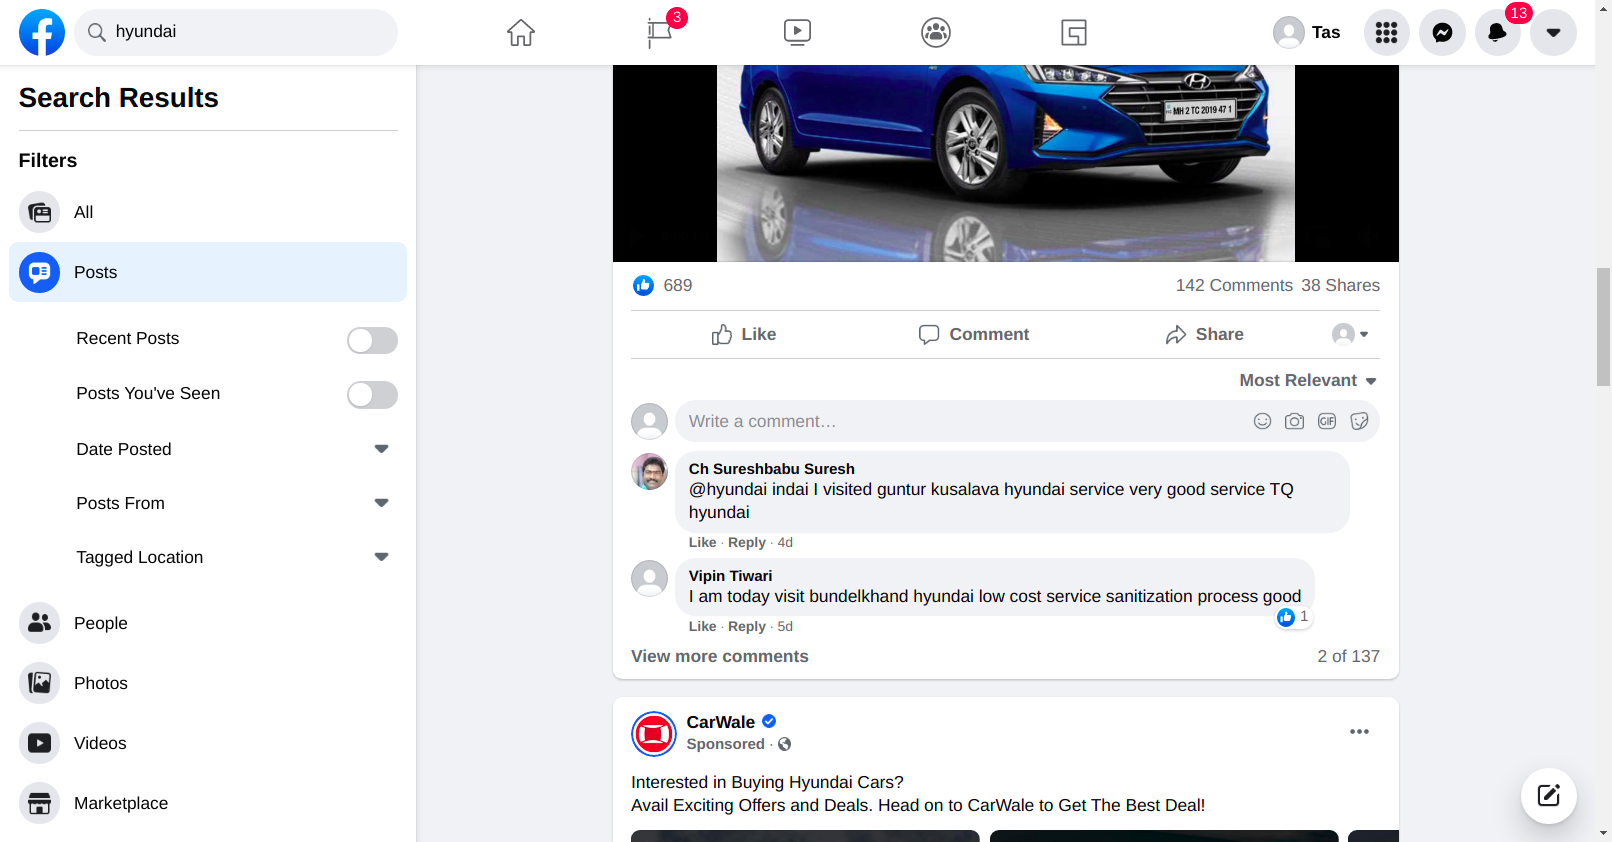 hyundai
3
Tas
13
Search Results
Filters
All
Posts
Recent Posts
Posts You've Seen
Date Posted
Posts From
Tagged Location
People
Photos
Videos
Marketplace
MH 2 TC 2019 47 1
689
142 Comments 38 Shares
Like
Comment
Share
Most Relevant
Write a comment…
GIF
Ch Sureshbabu Suresh
@hyundai indai I visited guntur kusalava hyundai service very good service TQ
hyundai
Like · Reply · 4d
Vipin Tiwari
I am today visit bundelkhand hyundai low cost service sanitization process good
1
Like · Reply · 5d
View more comments
2 of 137
CarWale
Sponsored ·
Interested in Buying Hyundai Cars?
Avail Exciting Offers and Deals. Head on to CarWale to Get The Best Deal!